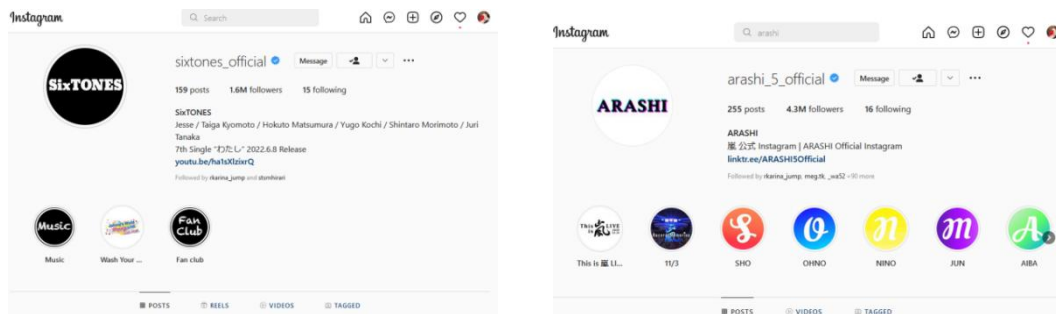 Instagram
Search
SixTONES
sixtones_official
Message
159 posts 1.6M followers 15 following
SixTONES
Jesse / Taiga Kyomoto / Hokuto Matsumura / Yugo Kochi / Shintaro Morimoto / Juri
Tanaka
7th Single "わたし" 2022.6.8 Release
youtu.be/ha1sXlzixrQ
Followed by rkarina_jump and
Music
Fan
Club
Music Wash Your ... Fan club
POSTS REELS VIDEOS TAGGED
Instagram
arashi
ARASHI
arashi_5_official
Message
255 posts 4.3M followers 16 following
ARASHI
嵐 公式 Instagram | ARASHI Official Instagram
linktr.ee/ARASHI5Official
Followed by rkarina_jump, meg.tk, _wa52 +90 more
This is 嵐 LIVE
S O n m A
This is 嵐 LI... 11/3 SHO OHNO NINO JUN AIBA
POSTS VIDEOS TAGGED